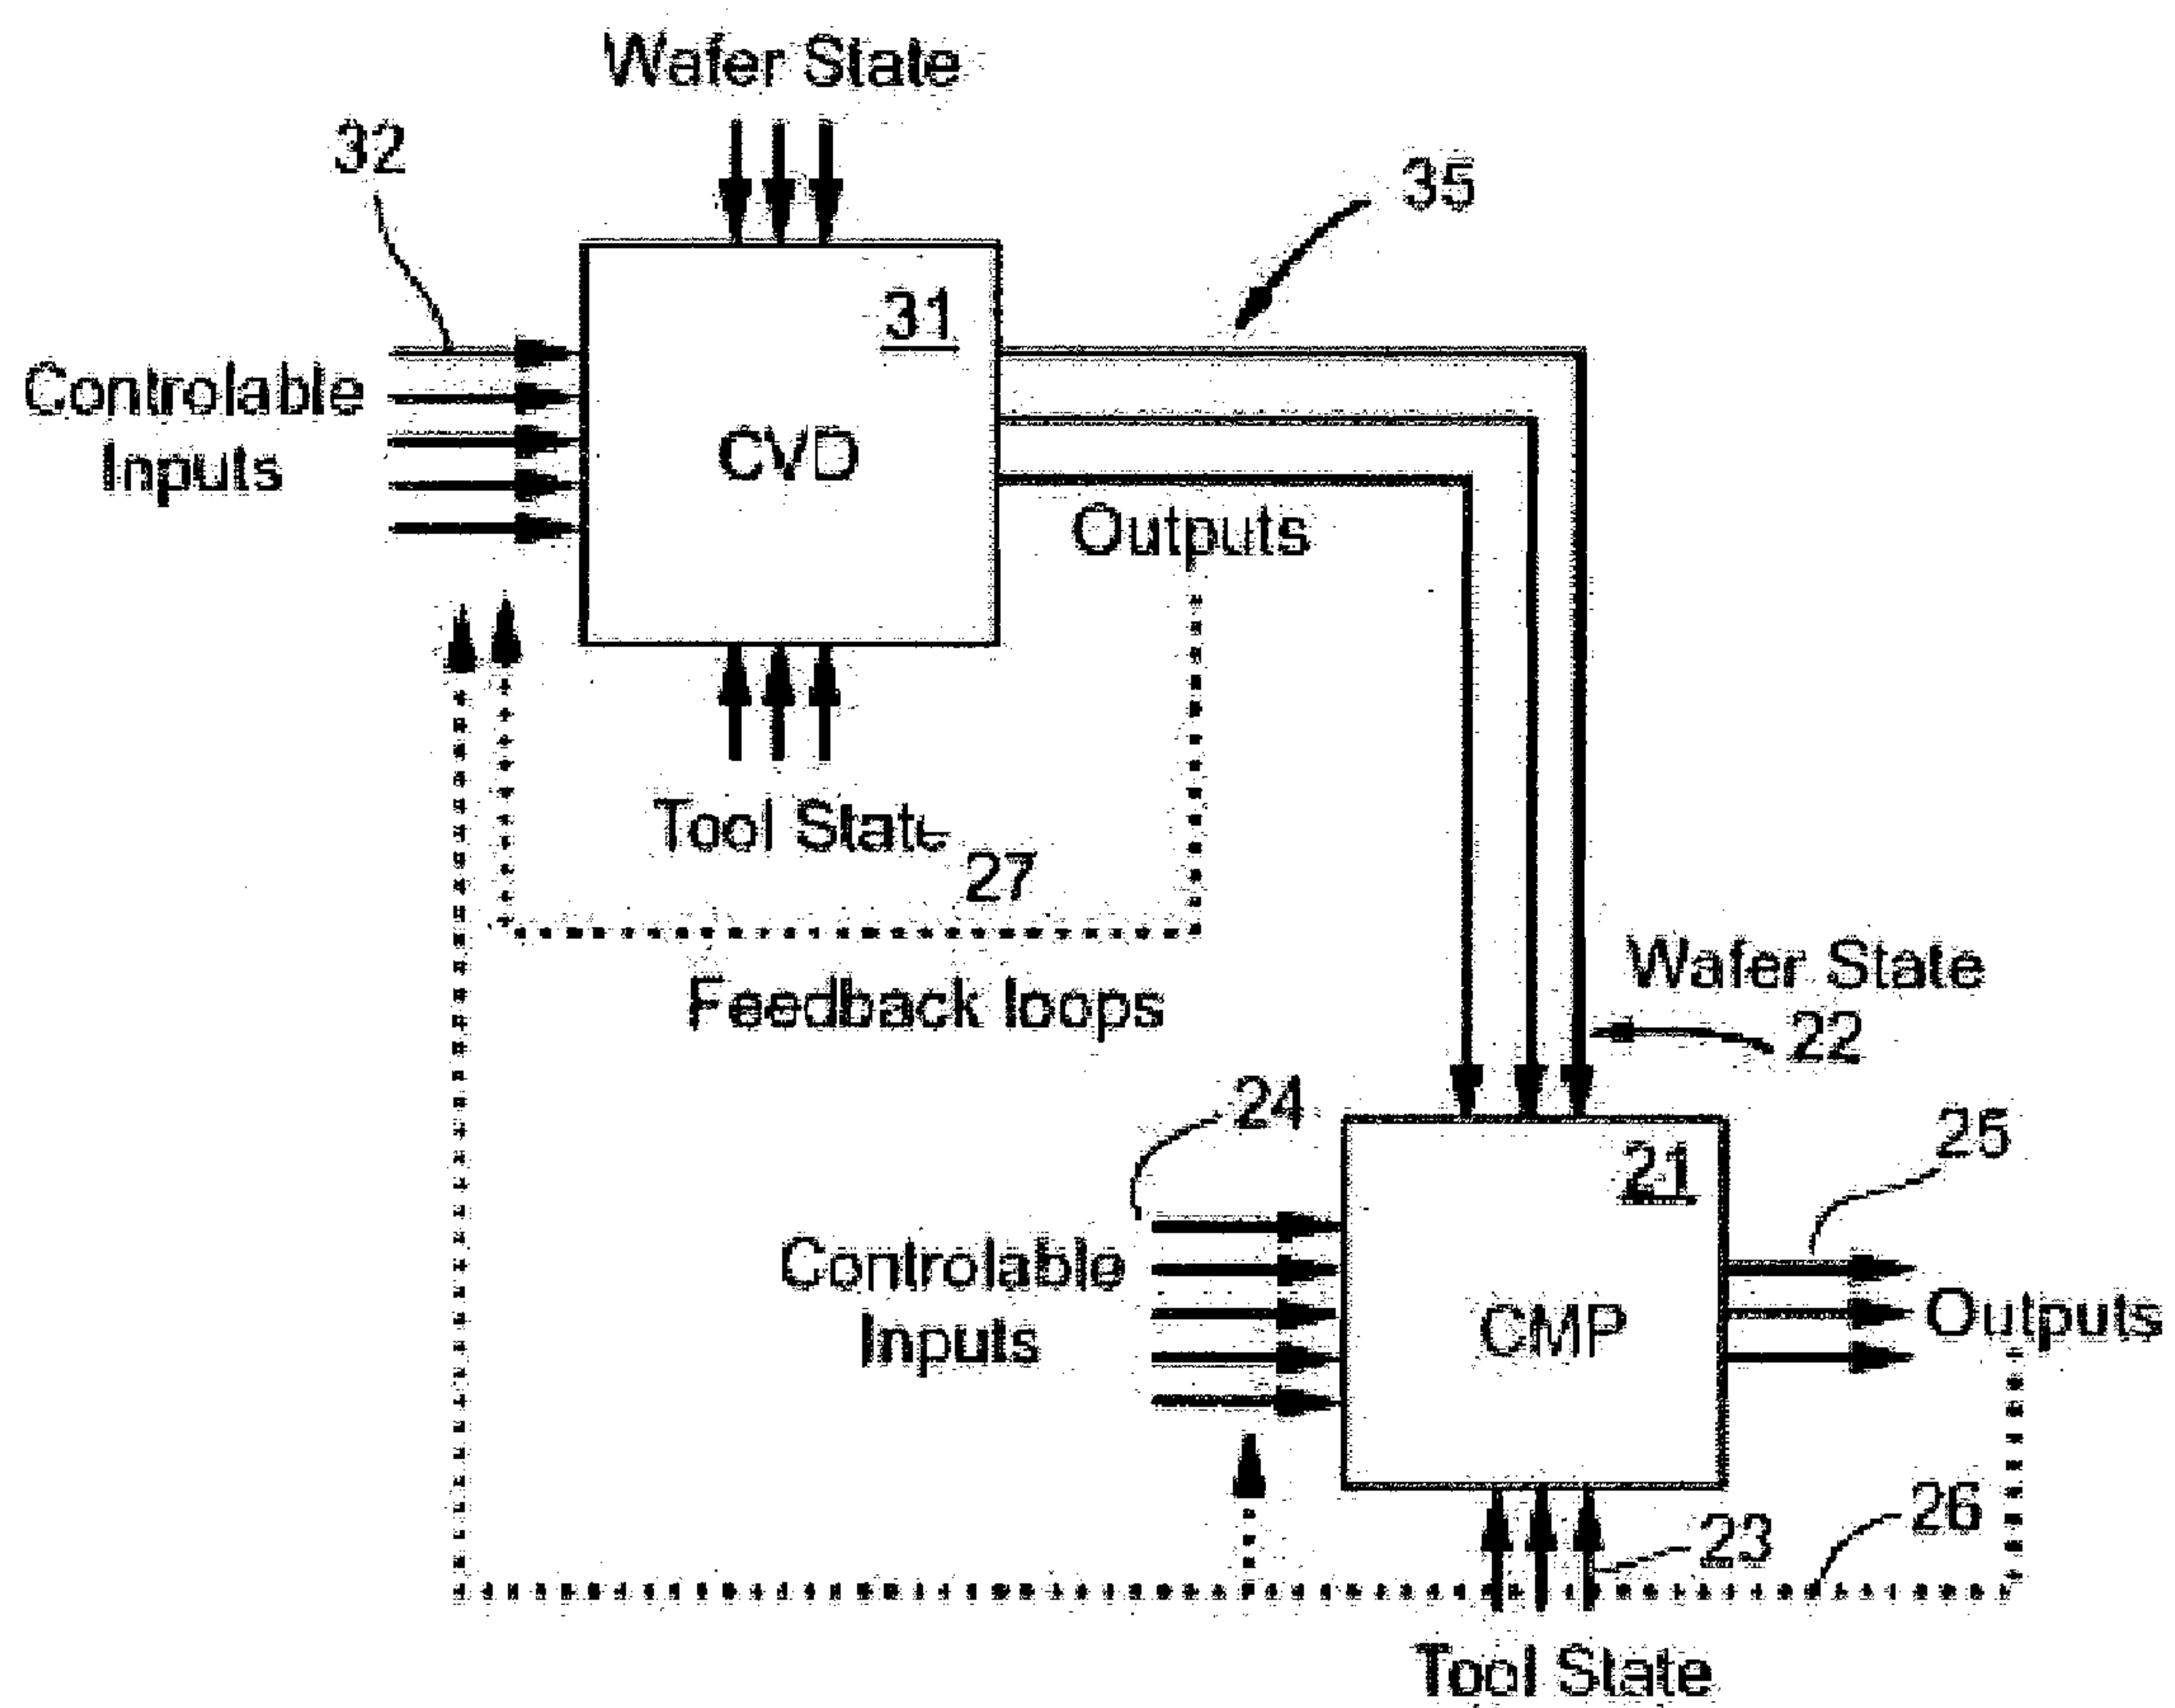 Wafer State
32
35
31
Controlable
Inputs
CVD
Outputs
Tool State
27
Feedback loops
Wafer State
22
24
25
21
Controlable
Inputs
CMP
Outputs
26
23
Tool State